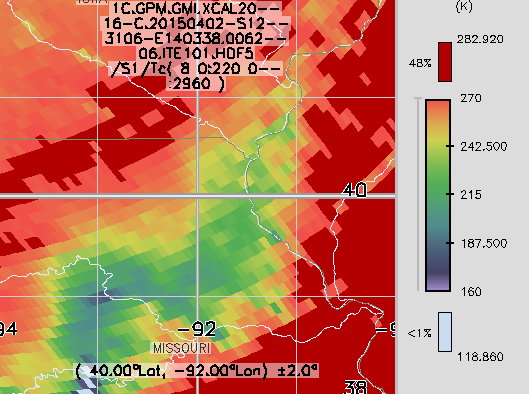 IOWA
(K)
1C.GPM.GMI.XCAL20--
16-C.20150402-S12--
3106-E140338.0062--
06.ITE101.HDF5
/S1/Tc( 8 0:220 0--
:2960 )
282.920
48%
270
242.500
215
187.500
160
40
-92
MISSOURI
( 40.00°Lat, -92.00°Lon) ±2.0°
38
<1%
118.860